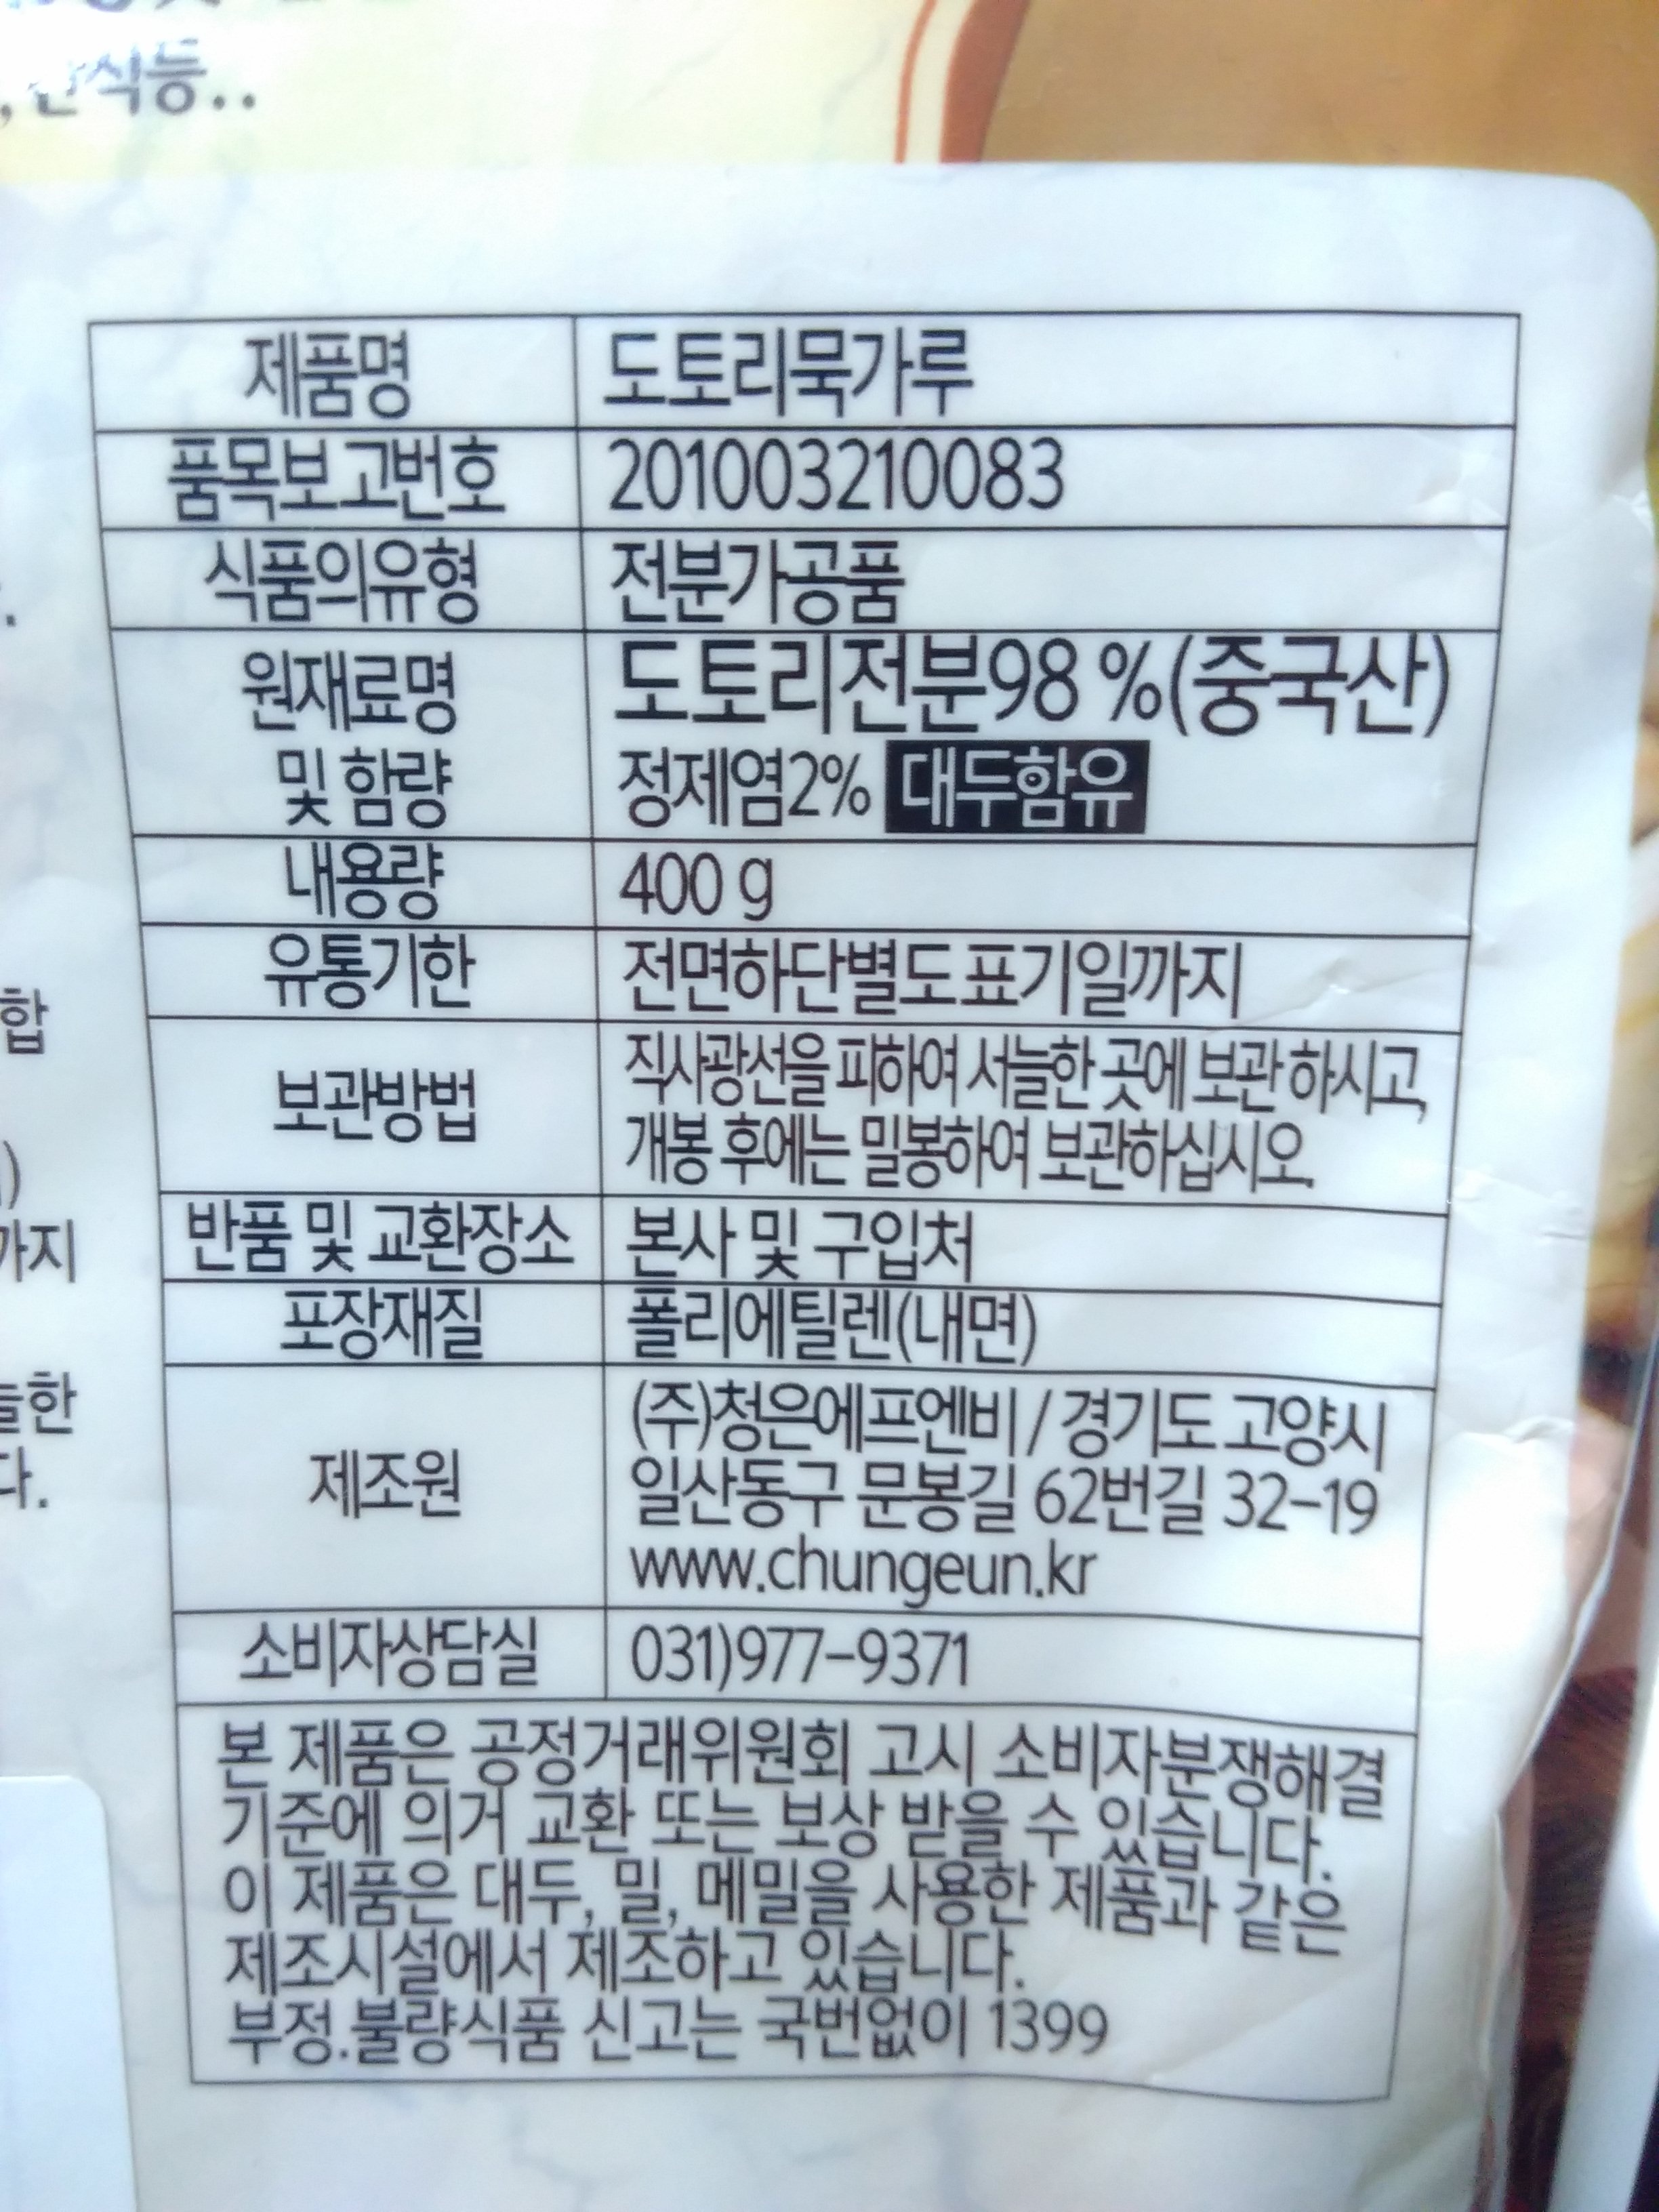 간식등..
제품명 도토리묵가루
품목보고번호 201003210083
식품의유형 전분가공품
원재료명 도토리전분98 %(중국산)
및 함량 정제염2% 대두함유
내용량 400 g
유통기한 전면하단별도표기일까지
보관방법 직사광선을 피하여 서늘한 곳에 보관 하시고,
개봉 후에는 밀봉하여 보관하십시오.
반품 및 교환장소 본사 및 구입처
포장재질 폴리에틸렌(내면)
제조원 (주)청은에프엔비 / 경기도 고양시
일산동구 문봉길 62번길 32-19
www.chungeun.kr
소비자상담실 031)977-9371
본 제품은 공정거래위원회 고시 소비자분쟁해결
기준에 의거 교환 또는 보상 받을 수 있습니다.
이 제품은 대두, 밀, 메밀을 사용한 제품과 같은
제조시설에서 제조하고 있습니다.
부정.불량식품 신고는 국번없이 1399
합
까지
다.